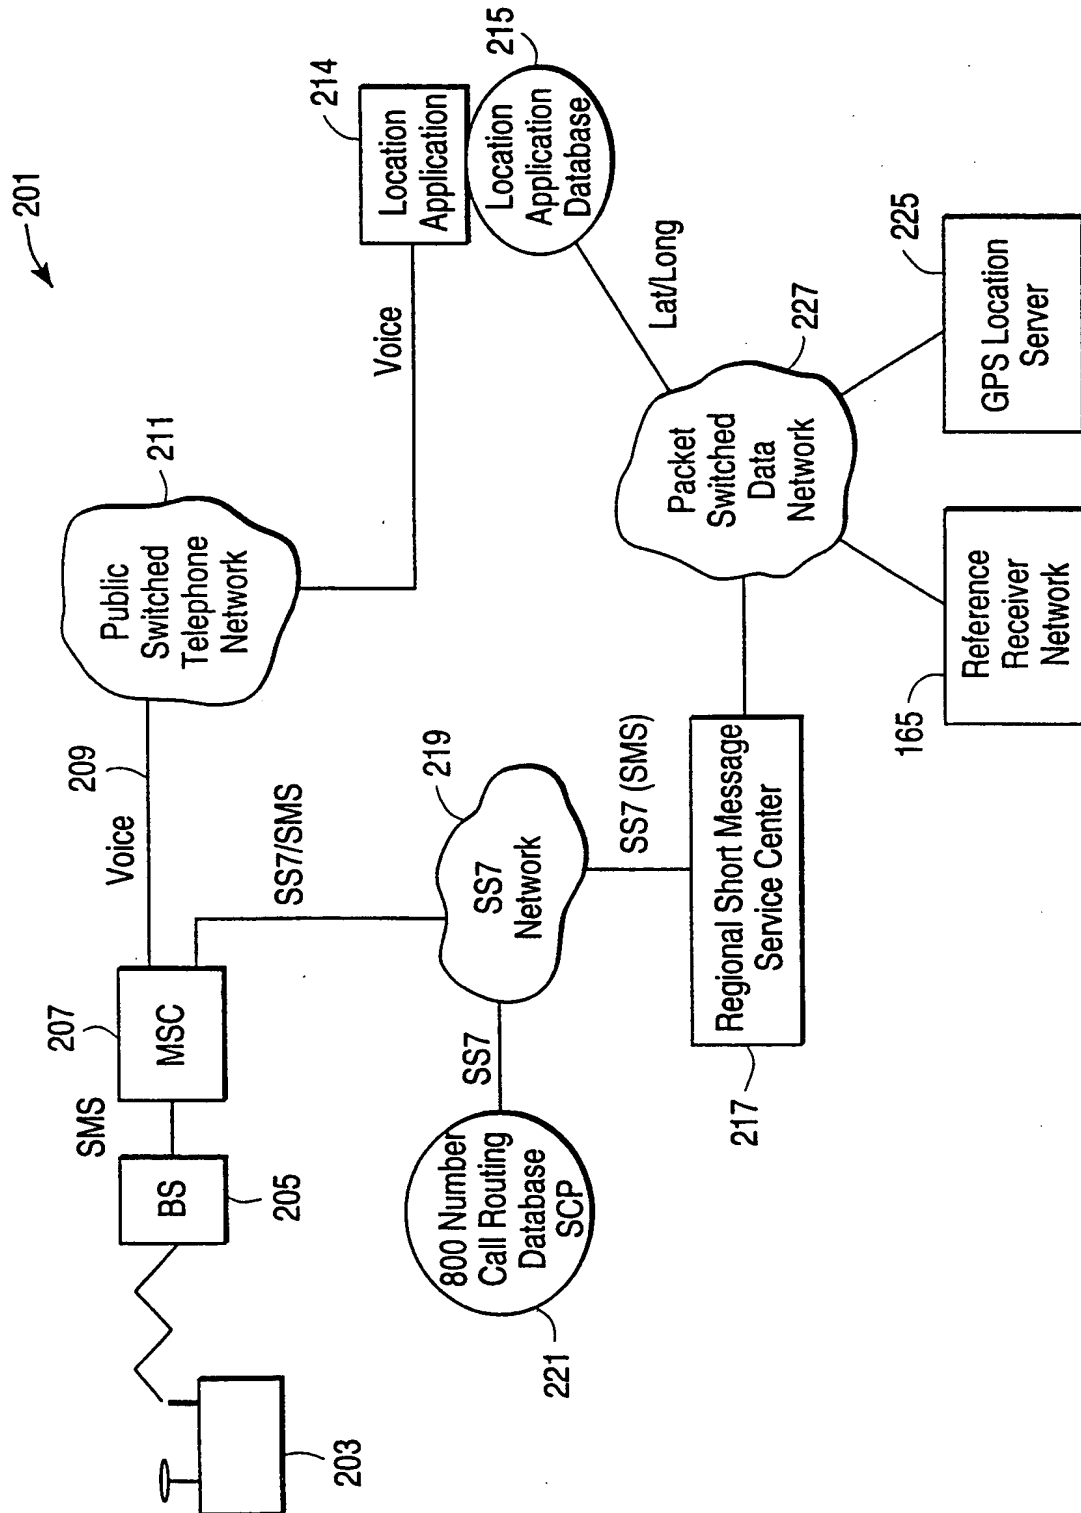 201
203
SMS
BS
205
207
MSC
Voice
209
Public
Switched
Telephone
Network
211
Voice
Location
Application
214
Location
Application
Database
215
SS7/SMS
SS7
Network
219
SS7
800 Number
Call Routing
Database
SCP
221
SS7 (SMS)
Regional Short Message
Service Center
217
Packet
Switched
Data
Network
227
Lat/Long
Reference
Receiver
Network
165
GPS Location
Server
225